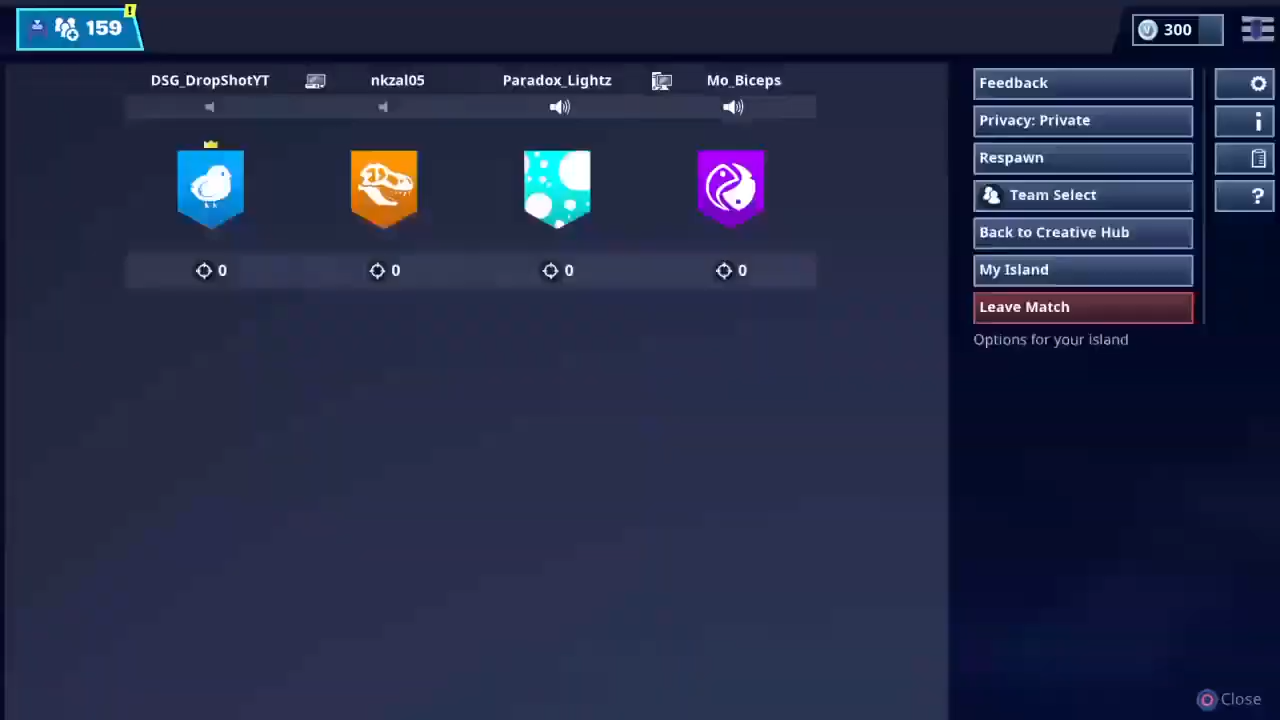 159
!
V 300
DSG_DropShotYT nkzal05 Paradox_Lightz Mo_Biceps
0 0 0 0
Feedback
Privacy: Private
i
Respawn
Team Select
?
Back to Creative Hub
My Island
Leave Match
Options for your island
Close